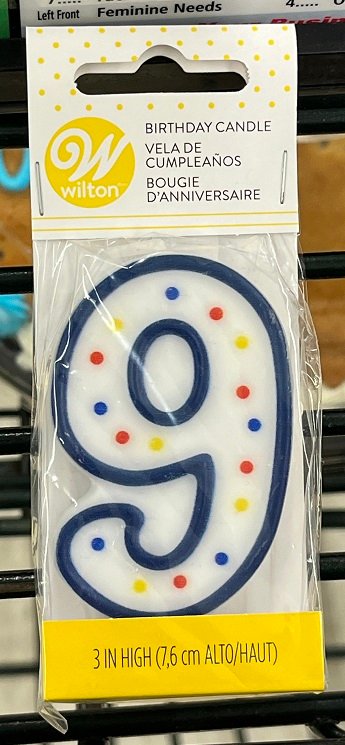 Left Front Feminine Needs 4.....
W
wilton
BIRTHDAY CANDLE
VELA DE
CUMPLEAÑOS
BOUGIE
D'ANNIVERSAIRE
9
3 IN HIGH (7,6 cm ALTO/HAUT)